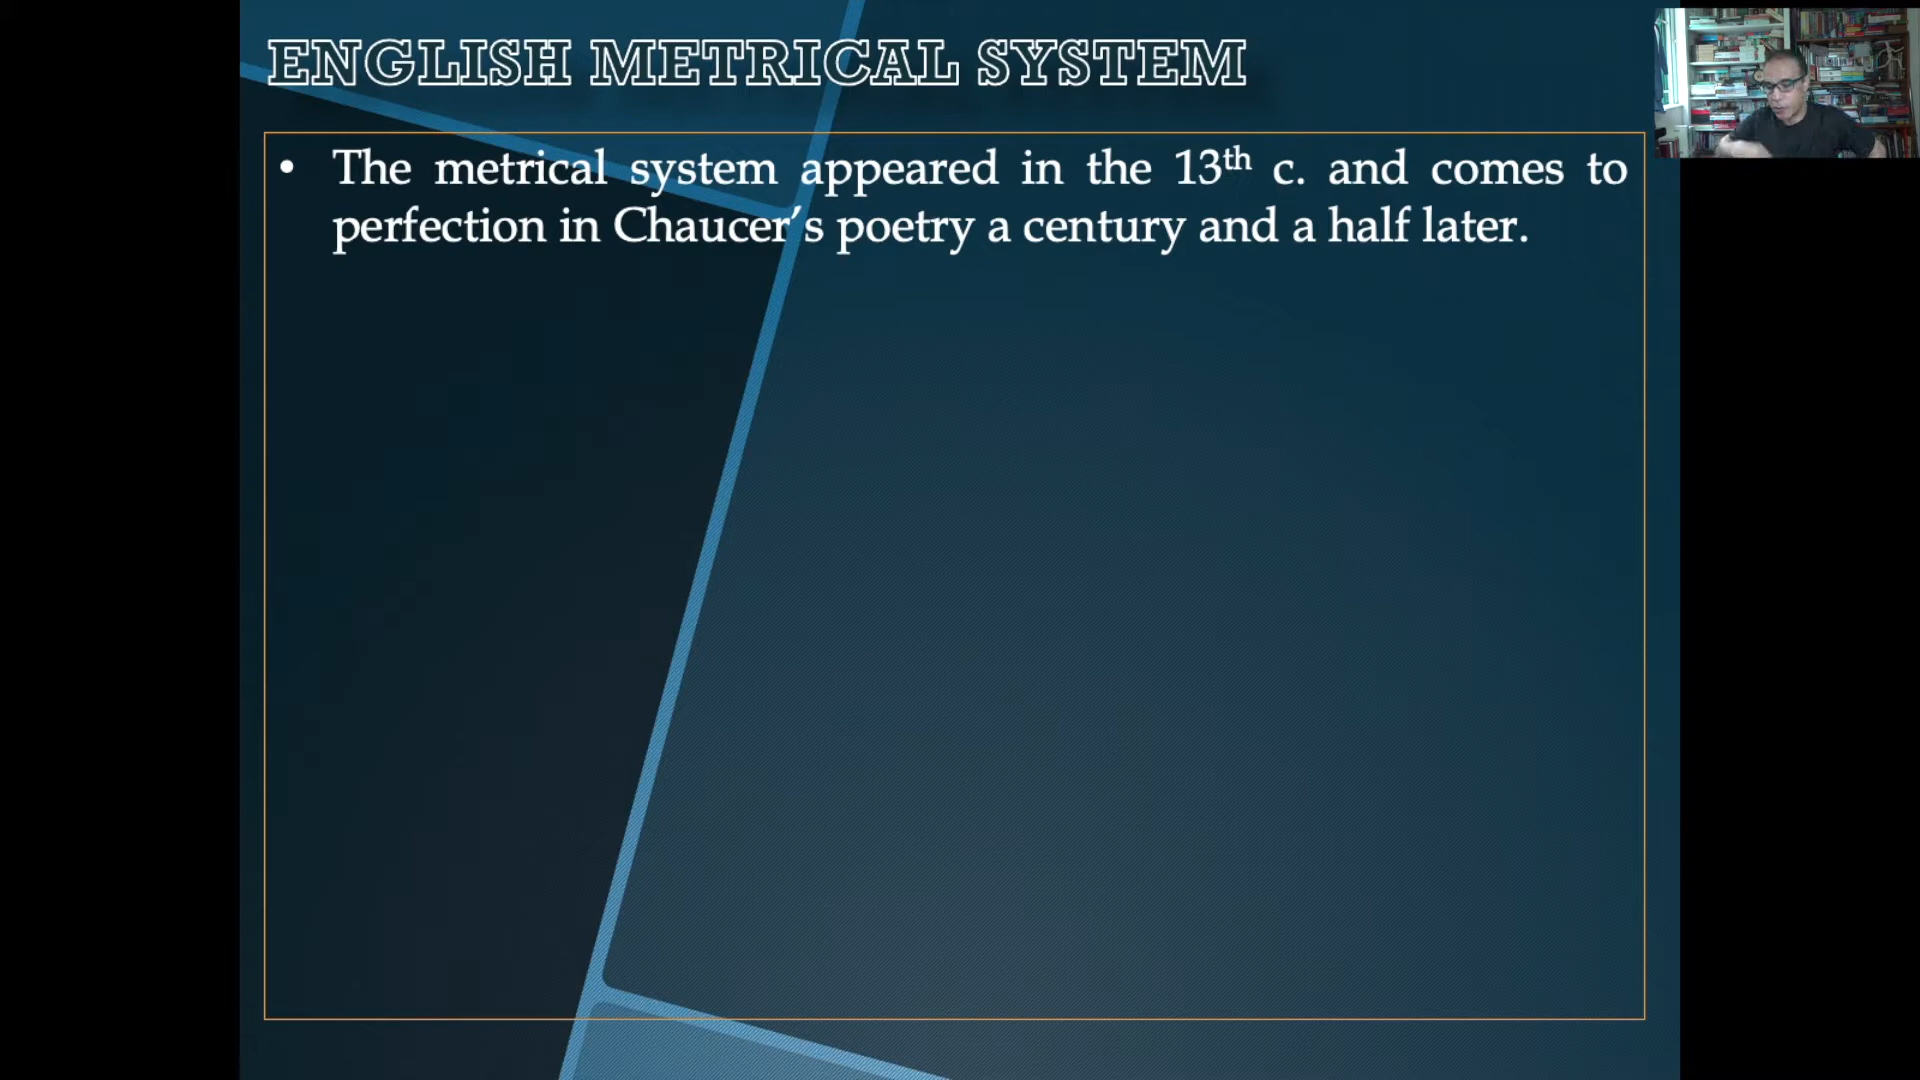 ENGLISH METRICAL SYSTEM
• The metrical system appeared in the 13th c. and comes to
perfection in Chaucer's poetry a century and a half later.